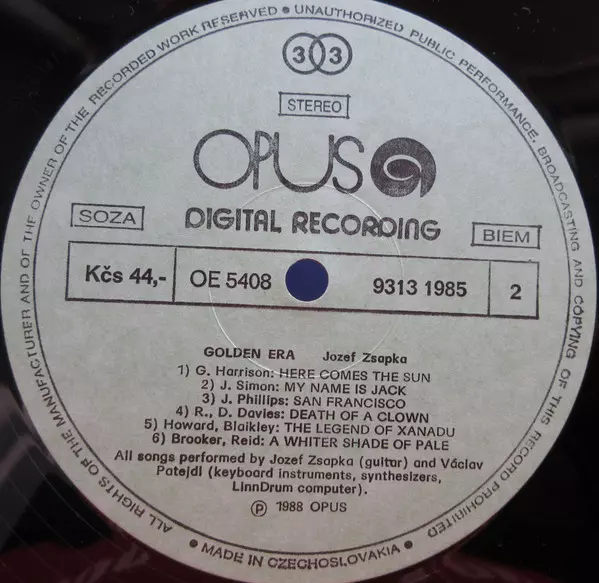 ALL RIGHTS OF THE MANUFACTURER AND OF THE OWNER OF THE RECORDED WORK RESERVED • UNAUTHORIZED PUBLIC PERFORMANCE, BROADCASTING AND COPYING OF THIS RECORD PROHIBITED
33
STEREO
OPUS
SOZA
DIGITAL RECORDING
BIEM
Kčs 44,- OE 5408 9313 1985 2
GOLDEN ERA Jozef Zsapka
1) G. Harrison: HERE COMES THE SUN
2) J. Simon: MY NAME IS JACK
3) J. Phillips: SAN FRANCISCO
4) R., D. Davies: DEATH OF A CLOWN
5) Howard, Blaikley: THE LEGEND OF XANADU
6) Brooker, Reid: A WHITER SHADE OF PALE
All songs performed by Jozef Zsapka (guitar) and Václav
Patejdl (keyboard instruments, synthesizers,
LinnDrum computer).
Ⓟ 1988 OPUS
• MADE IN CZECHOSLOVAKIA •